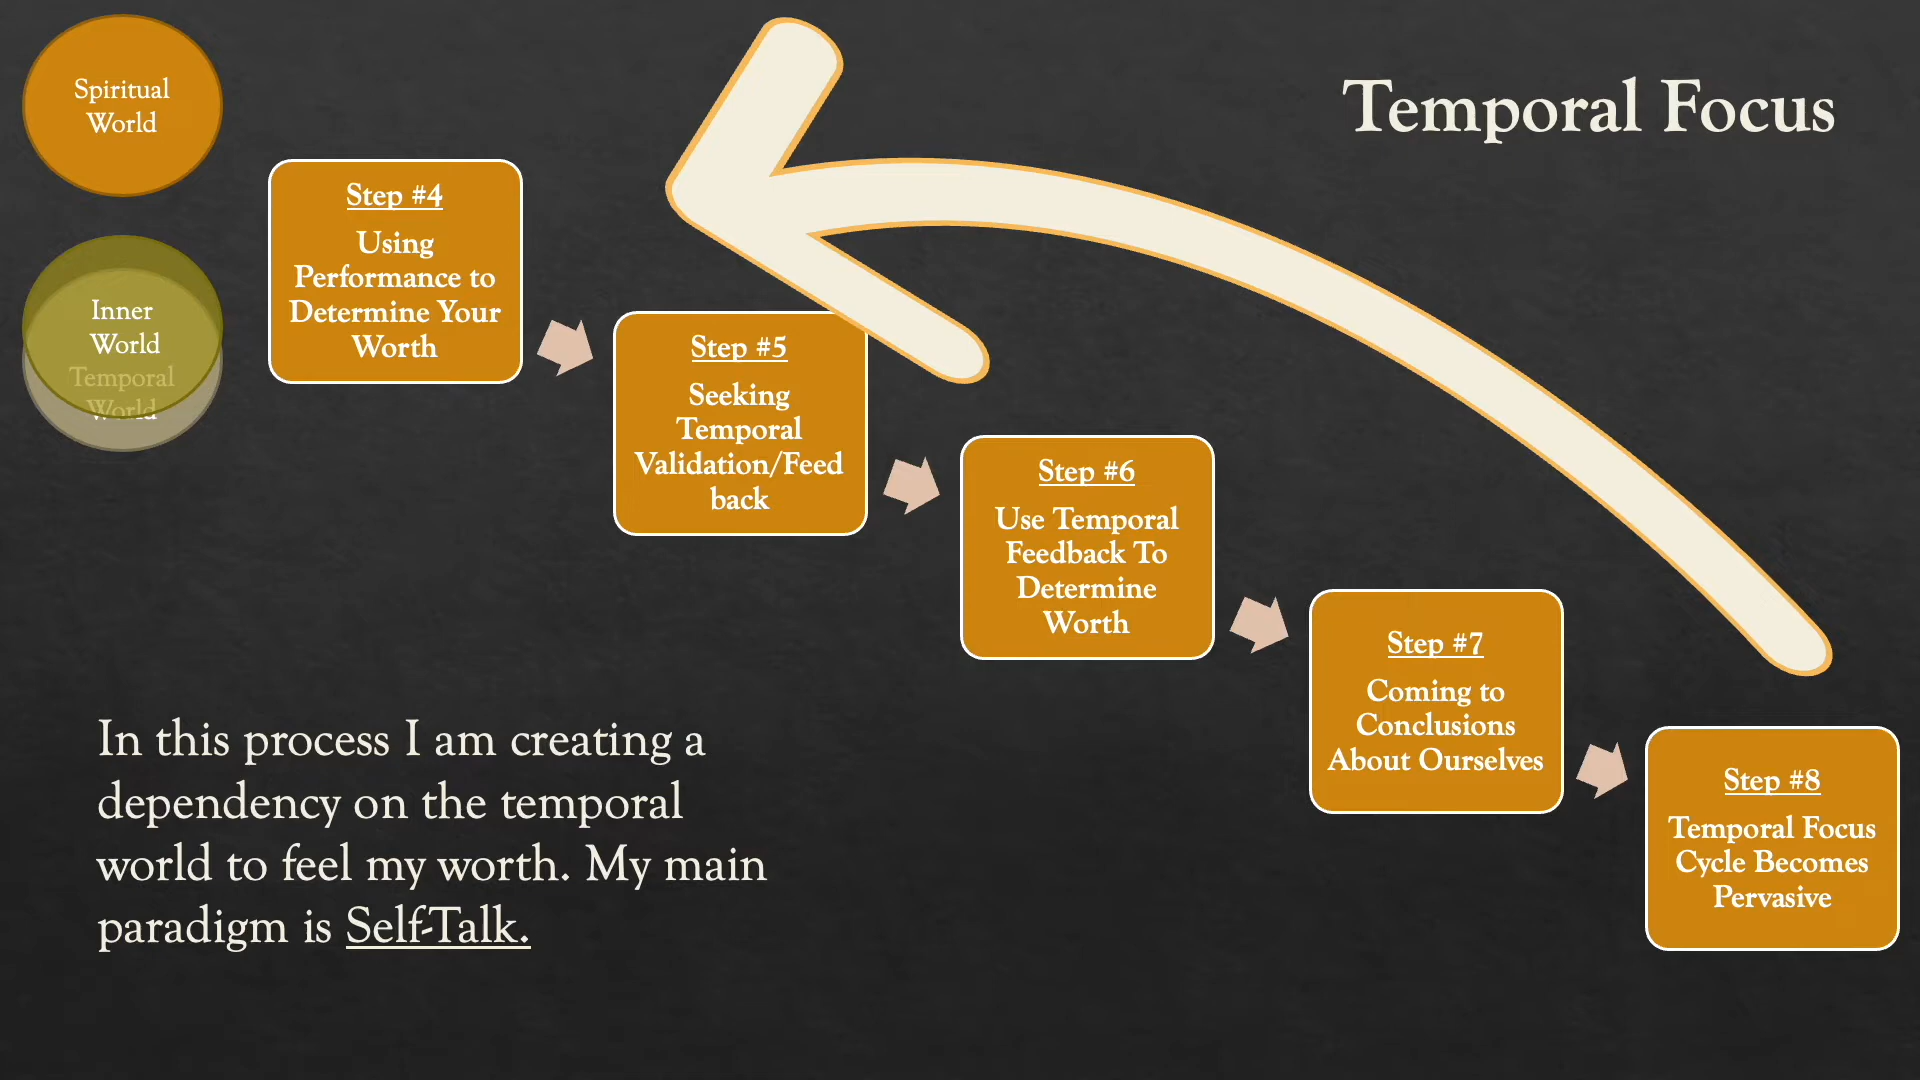 Spiritual
World
Temporal Focus
Inner
World
Temporal
World
Step #4
Using
Performance to
Determine Your
Worth
Step #5
Seeking
Temporal
Validation/Feed
back
Step #6
Use Temporal
Feedback To
Determine
Worth
Step #7
Coming to
Conclusions
About Ourselves
Step #8
Temporal Focus
Cycle Becomes
Pervasive
In this process I am creating a
dependency on the temporal
world to feel my worth. My main
paradigm is Self-Talk.